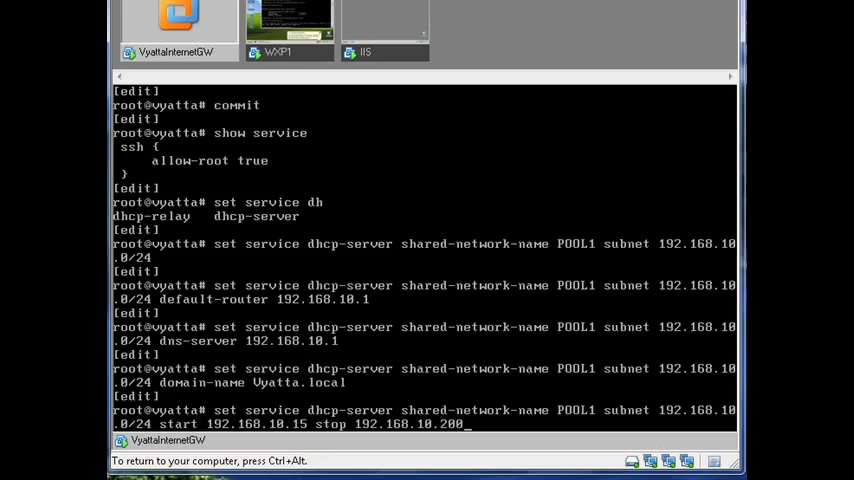 VyattaInternetGW
WXP1
IIS
[edit]
root@vyatta# commit
[edit]
root@vyatta# show service
ssh {
allow-root true
}
[edit]
root@vyatta# set service dh
dhcp-relay dhcp-server
[edit]
root@vyatta# set service dhcp-server shared-network-name POOL1 subnet 192.168.10
.0/24
[edit]
root@vyatta# set service dhcp-server shared-network-name POOL1 subnet 192.168.10
.0/24 default-router 192.168.10.1
[edit]
root@vyatta# set service dhcp-server shared-network-name POOL1 subnet 192.168.10
.0/24 dns-server 192.168.10.1
[edit]
root@vyatta# set service dhcp-server shared-network-name POOL1 subnet 192.168.10
.0/24 domain-name Vyatta.local
[edit]
root@vyatta# set service dhcp-server shared-network-name POOL1 subnet 192.168.10
.0/24 start 192.168.10.15 stop 192.168.10.200_
VyattaInternetGW
To return to your computer, press Ctrl+Alt.